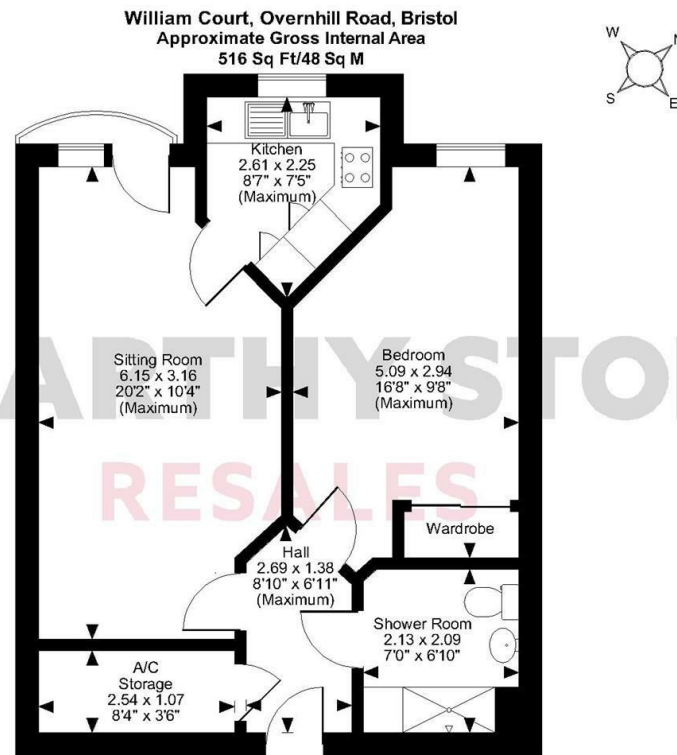 William Court, Overnhill Road, Bristol
Approximate Gross Internal Area
516 Sq Ft/48 Sq M
W
N
S
E
Kitchen
2.61 x 2.25
8'7" x 7'5"
(Maximum)
Sitting Room
6.15 x 3.16
20'2" x 10'4"
(Maximum)
Bedroom
5.09 x 2.94
16'8" x 9'8"
(Maximum)
ARTHY STO
RESALES
Wardrobe
Hall
2.69 x 1.38
8'10" x 6'11"
(Maximum)
Shower Room
2.13 x 2.09
7'0" x 6'10"
A/C
Storage
2.54 x 1.07
8'4" x 3'6"